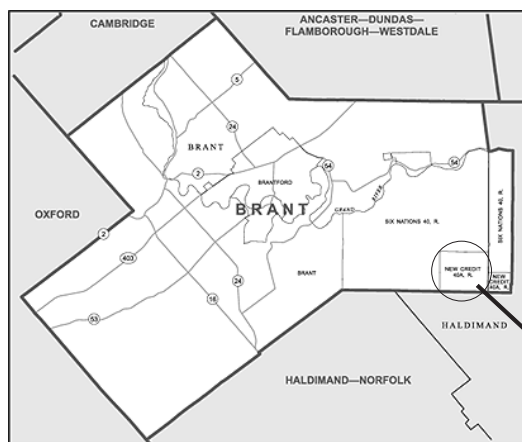 CAMBRIDGE
ANCASTER—DUNDAS—
FLAMBOROUGH—WESTDALE
5
24
BRANT
54
54
2
BRANTFORD
BRANT
GRAND
RIVER
SIX NATIONS 40, R.
SIX NATIONS 40, R.
OXFORD
2
403
NEW CREDIT
40A, R.
NEW
CREDIT
40A, R.
BRANT
24
18
53
HALDIMAND
HALDIMAND—NORFOLK